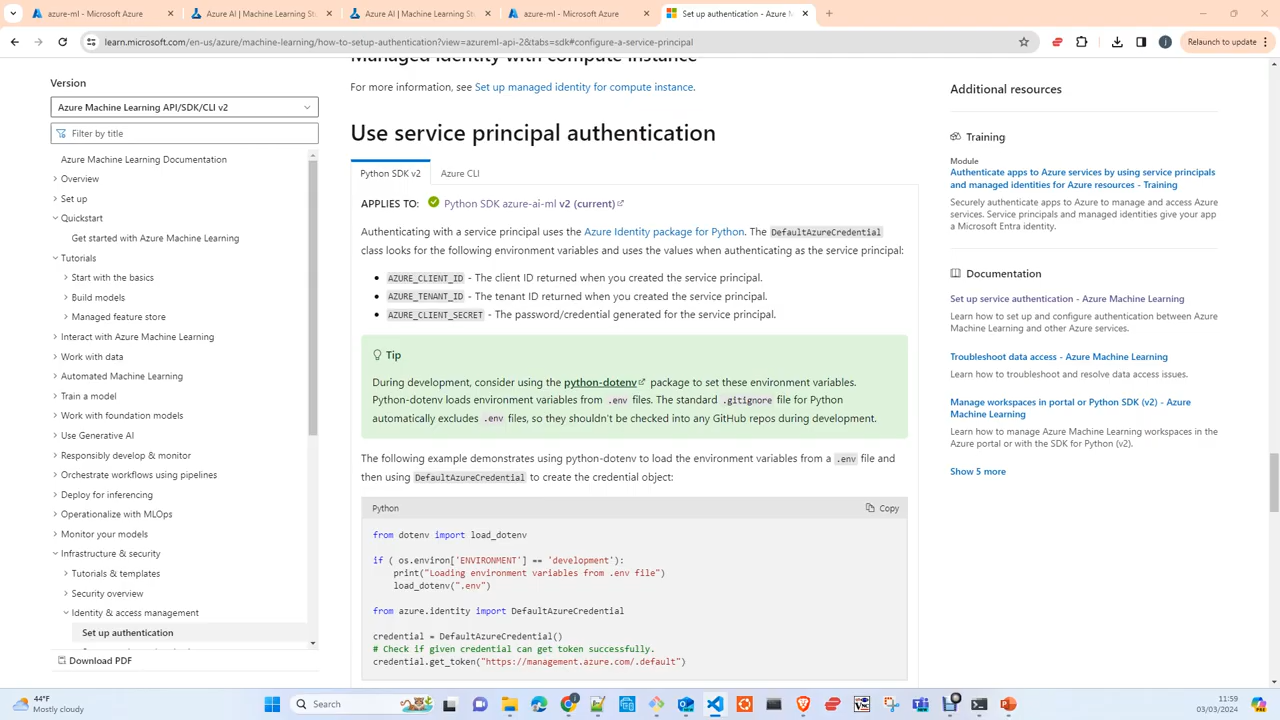 azure-ml - Microsoft Azure
Azure AI | Machine Learning St
Azure AI | Machine Learning St
azure-ml - Microsoft Azure
Set up authentication - Azure M
learn.microsoft.com/en-us/azure/machine-learning/how-to-setup-authentication?view=azureml-api-2&tabs=sdk#configure-a-service-principal
Relaunch to update
Version
Azure Machine Learning API/SDK/CLI v2
Filter by title
Azure Machine Learning Documentation
Overview
Set up
Quickstart
Get started with Azure Machine Learning
Tutorials
Start with the basics
Build models
Managed feature store
Interact with Azure Machine Learning
Work with data
Automated Machine Learning
Train a model
Work with foundation models
Use Generative AI
Responsibly develop & monitor
Orchestrate workflows using pipelines
Deploy for inferencing
Operationalize with MLOps
Monitor your models
Infrastructure & security
Tutorials & templates
Security overview
Identity & access management
Set up authentication
Download PDF
Managed identity with compute instance
For more information, see Set up managed identity for compute instance.
Use service principal authentication
Python SDK v2
Azure CLI
APPLIES TO: Python SDK azure-ai-ml v2 (current)
Authenticating with a service principal uses the Azure Identity package for Python. The DefaultAzureCredential
class looks for the following environment variables and uses the values when authenticating as the service principal:
• AZURE_CLIENT_ID - The client ID returned when you created the service principal.
• AZURE_TENANT_ID - The tenant ID returned when you created the service principal.
• AZURE_CLIENT_SECRET - The password/credential generated for the service principal.
Tip
During development, consider using the python-dotenv package to set these environment variables.
Python-dotenv loads environment variables from .env files. The standard .gitignore file for Python
automatically excludes .env files, so they shouldn't be checked into any GitHub repos during development.
The following example demonstrates using python-dotenv to load the environment variables from a .env file and
then using DefaultAzureCredential to create the credential object:
Python
Copy
from dotenv import load_dotenv
if ( os.environ['ENVIRONMENT'] == 'development'):
print("Loading environment variables from .env file")
load_dotenv(".env")
from azure.identity import DefaultAzureCredential
credential = DefaultAzureCredential()
# Check if given credential can get token successfully.
credential.get_token("https://management.azure.com/.default")
Additional resources
Training
Module
Authenticate apps to Azure services by using service principals
and managed identities for Azure resources - Training
Securely authenticate apps to Azure to manage and access Azure
services. Service principals and managed identities give your app
a Microsoft Entra identity.
Documentation
Set up service authentication - Azure Machine Learning
Learn how to set up and configure authentication between Azure
Machine Learning and other Azure services.
Troubleshoot data access - Azure Machine Learning
Learn how to troubleshoot and resolve data access issues.
Manage workspaces in portal or Python SDK (v2) - Azure
Machine Learning
Learn how to manage Azure Machine Learning workspaces in the
Azure portal or with the SDK for Python (v2).
Show 5 more
44°F
Mostly cloudy
Search
11:59
03/03/2024